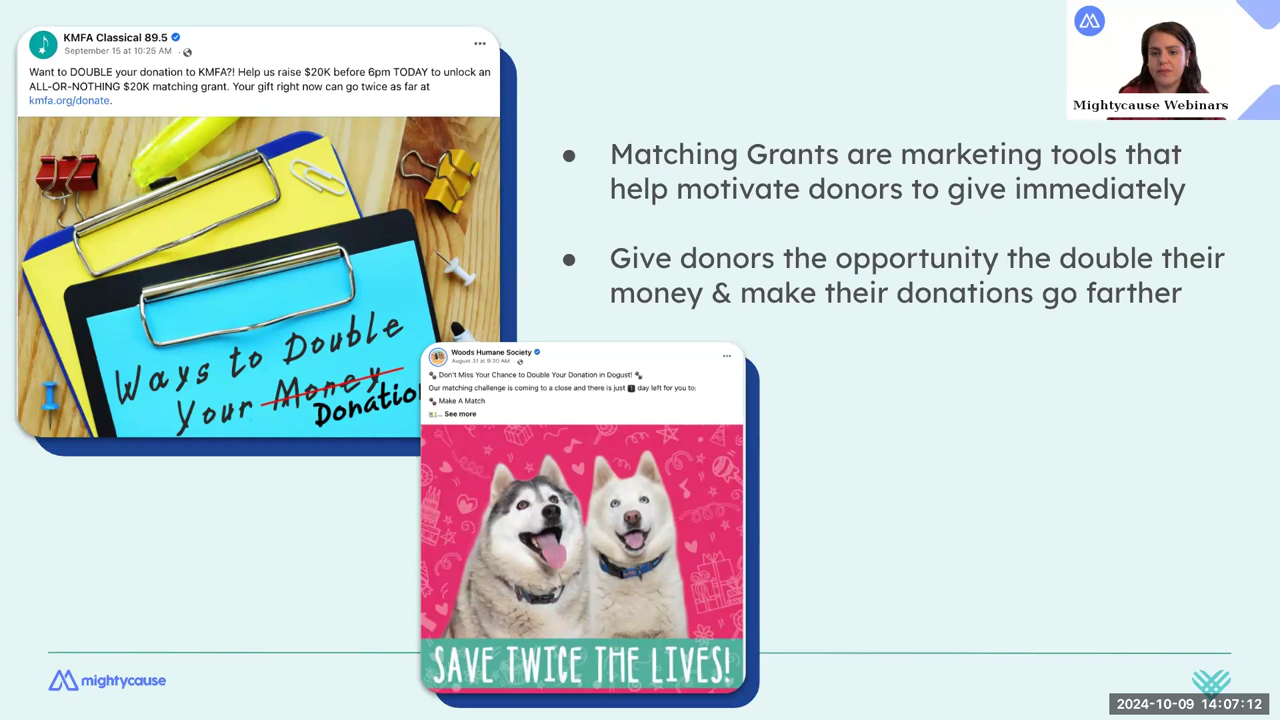 KMFA Classical 89.5
September 15 at 10:25 AM ·
Want to DOUBLE your donation to KMFA?! Help us raise $20K before 6pm TODAY to unlock an
ALL-OR-NOTHING $20K matching grant. Your gift right now can go twice as far at
kmfa.org/donate.
Ways to Double
Your Money
Donatio
Woods Humane Society
August 31 at 9:30 AM ·
Don't Miss Your Chance to Double Your Donation in Dogust!
Our matching challenge is coming to a close and there is just 1 day left for you to:
Make A Match
... See more
SAVE TWICE THE LIVES!
● Matching Grants are marketing tools that
help motivate donors to give immediately
● Give donors the opportunity the double their
money & make their donations go farther
Mightycause Webinars
mightycause
2024-10-09 14:07:12